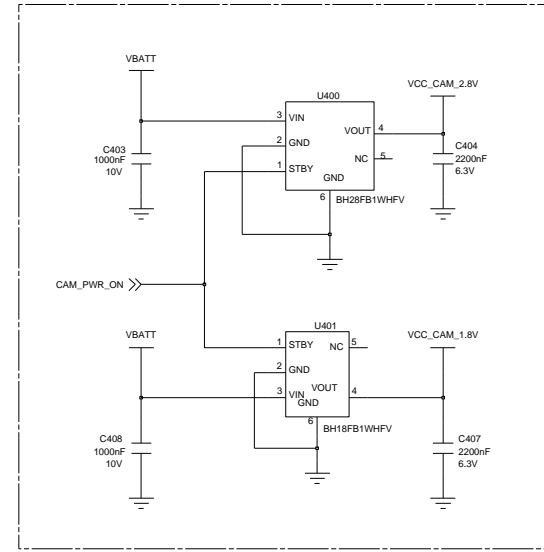 VBATT
U400
VCC_CAM_2.8V
3 VIN
VOUT 4
2 GND
C403
1000nF
10V
C404
2200nF
6.3V
NC 5
1 STBY
GND
6
BH28FB1WHFV
CAM_PWR_ON
VBATT
U401
VCC_CAM_1.8V
1 STBY
NC 5
2 GND
VOUT
3 VIN
4
GND
6
BH18FB1WHFV
C408
1000nF
10V
C407
2200nF
6.3V